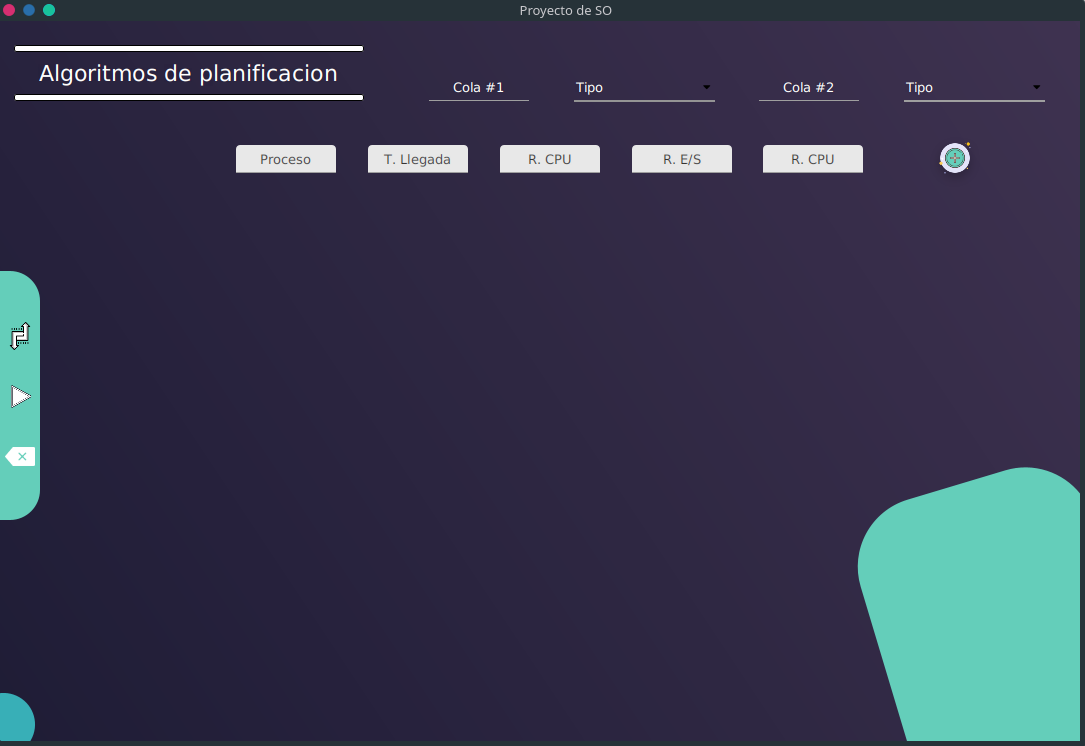 Proyecto de SO
Algoritmos de planificacion
Cola #1 Tipo Cola #2 Tipo
Proceso T. Llegada R. CPU R. E/S R. CPU